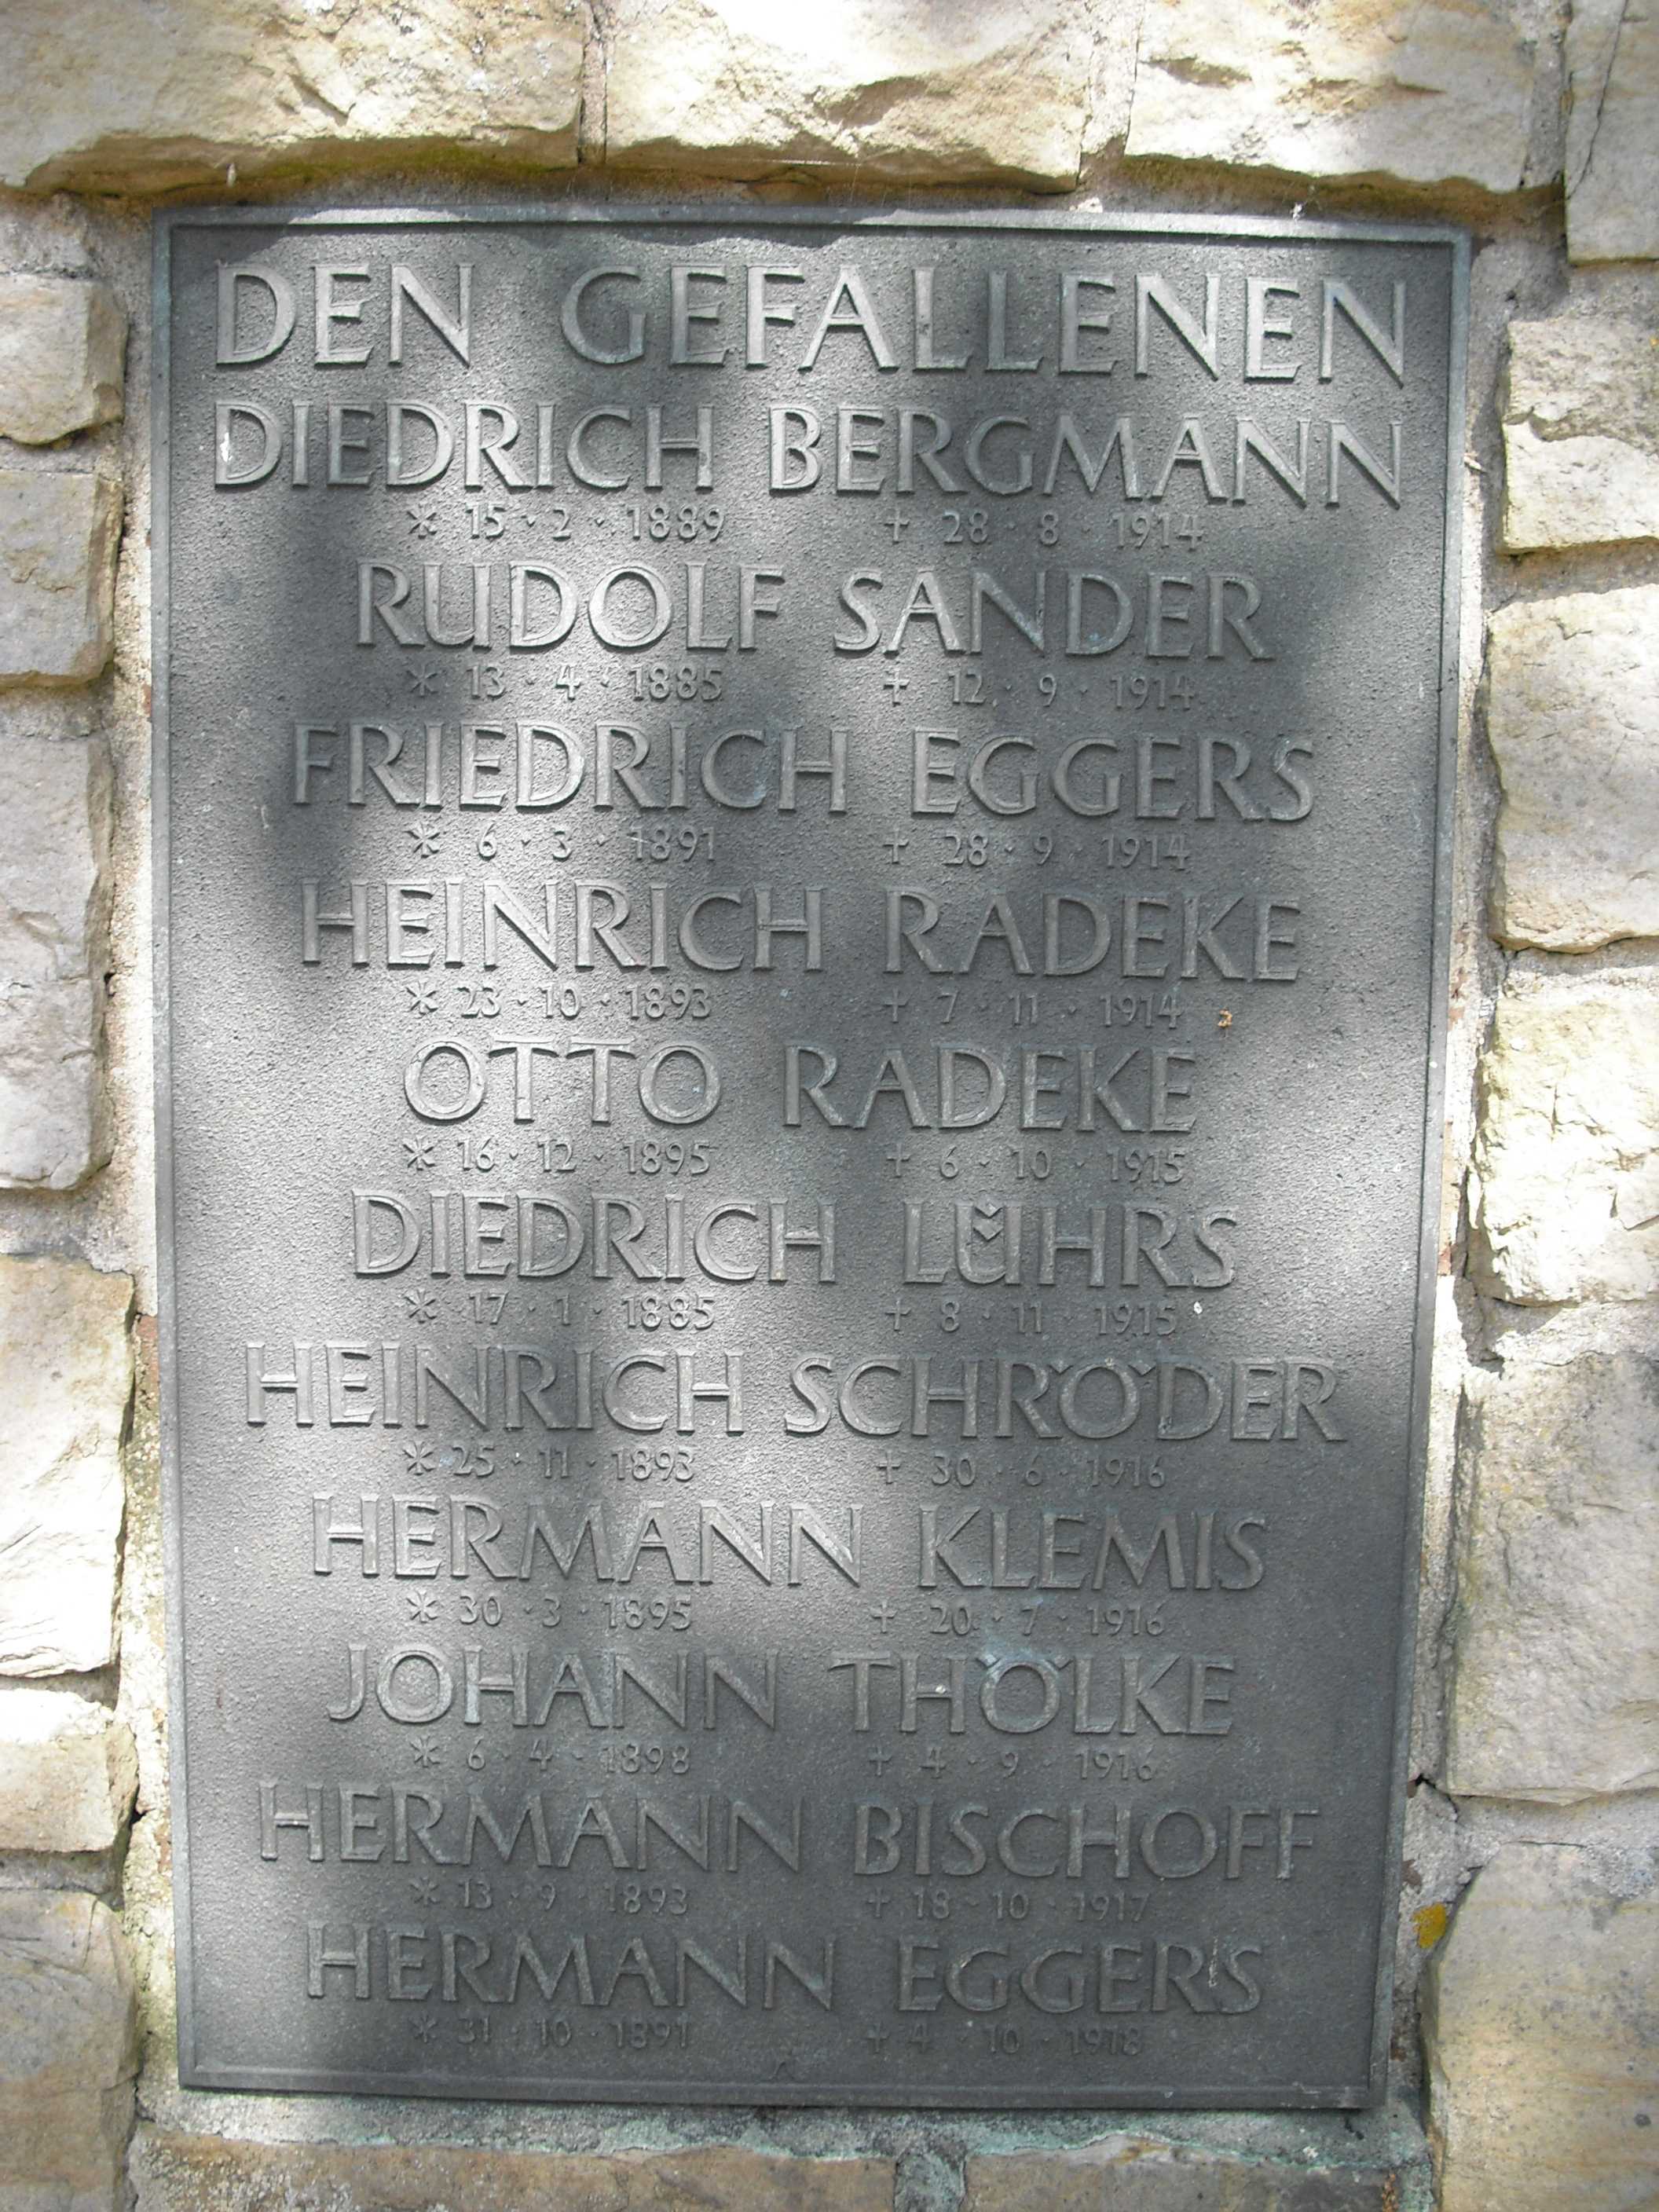 DEN GEFALLENEN
DIEDRICH BERGMANN
* 15 · 2 · 1889 + 28 · 8 · 1914
RUDOLF SANDER
* 13 · 4 · 1885 + 12 · 9 · 1914
FRIEDRICH EGGERS
* 6 · 3 · 1891 + 28 · 9 · 1914
HEINRICH RADEKE
* 23 · 10 · 1893 + 7 · 11 · 1914
OTTO RADEKE
* 16 · 12 · 1895 + 6 · 10 · 1915
DIEDRICH LÜHRS
* 17 · 1 · 1885 + 8 · 11 · 1915
HEINRICH SCHRÖDER
* 25 · 11 · 1893 + 30 · 6 · 1916
HERMANN KLEMIS
* 30 · 3 · 1895 + 20 · 7 · 1916
JOHANN THÖLKE
* 6 · 4 · 1898 + 4 · 9 · 1916
HERMANN BISCHOFF
* 13 · 9 · 1893 + 18 · 10 · 1917
HERMANN EGGERS
* 31 · 10 · 1891 + 4 · 10 · 1918